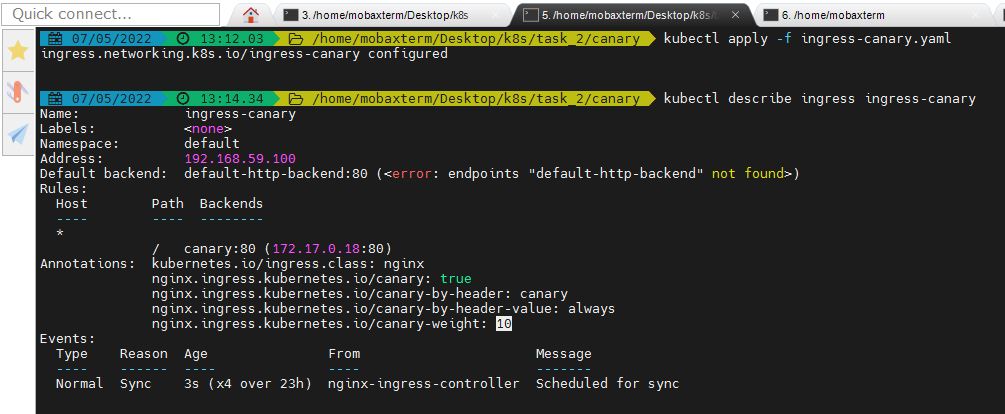 Quick connect...
3. /home/mobaxterm/Desktop/k8s
5. /home/mobaxterm/Desktop/k8s/t
6. /home/mobaxterm
07/05/2022 13:12.03 /home/mobaxterm/Desktop/k8s/task_2/canary kubectl apply -f ingress-canary.yaml
ingress.networking.k8s.io/ingress-canary configured
07/05/2022 13:14.34 /home/mobaxterm/Desktop/k8s/task_2/canary kubectl describe ingress ingress-canary
Name: ingress-canary
Labels: <none>
Namespace: default
Address: 192.168.59.100
Default backend: default-http-backend:80 (<error: endpoints "default-http-backend" not found>)
Rules:
Host Path Backends
---- ---- --------
*
/ canary:80 (172.17.0.18:80)
Annotations: kubernetes.io/ingress.class: nginx
nginx.ingress.kubernetes.io/canary: true
nginx.ingress.kubernetes.io/canary-by-header: canary
nginx.ingress.kubernetes.io/canary-by-header-value: always
nginx.ingress.kubernetes.io/canary-weight: 10
Events:
Type Reason Age From Message
---- ------ ---- ---- -------
Normal Sync 3s (x4 over 23h) nginx-ingress-controller Scheduled for sync